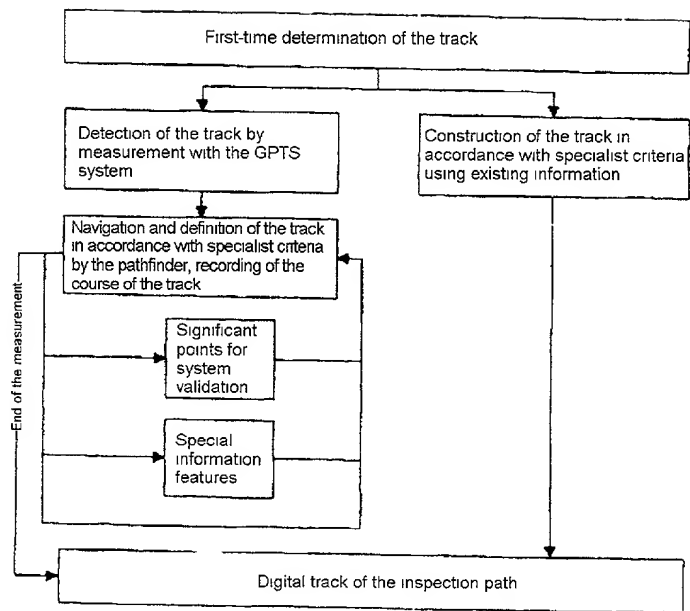 First-time determination of the track
Detection of the track by
measurement with the GPTS
system
Construction of the track in
accordance with specialist criteria
using existing information
Navigation and definition of the track
in accordance with specialist criteria
by the pathfinder, recording of the
course of the track
Significant
points for
system
validation
Special
information
features
End of the measurement
Digital track of the inspection path